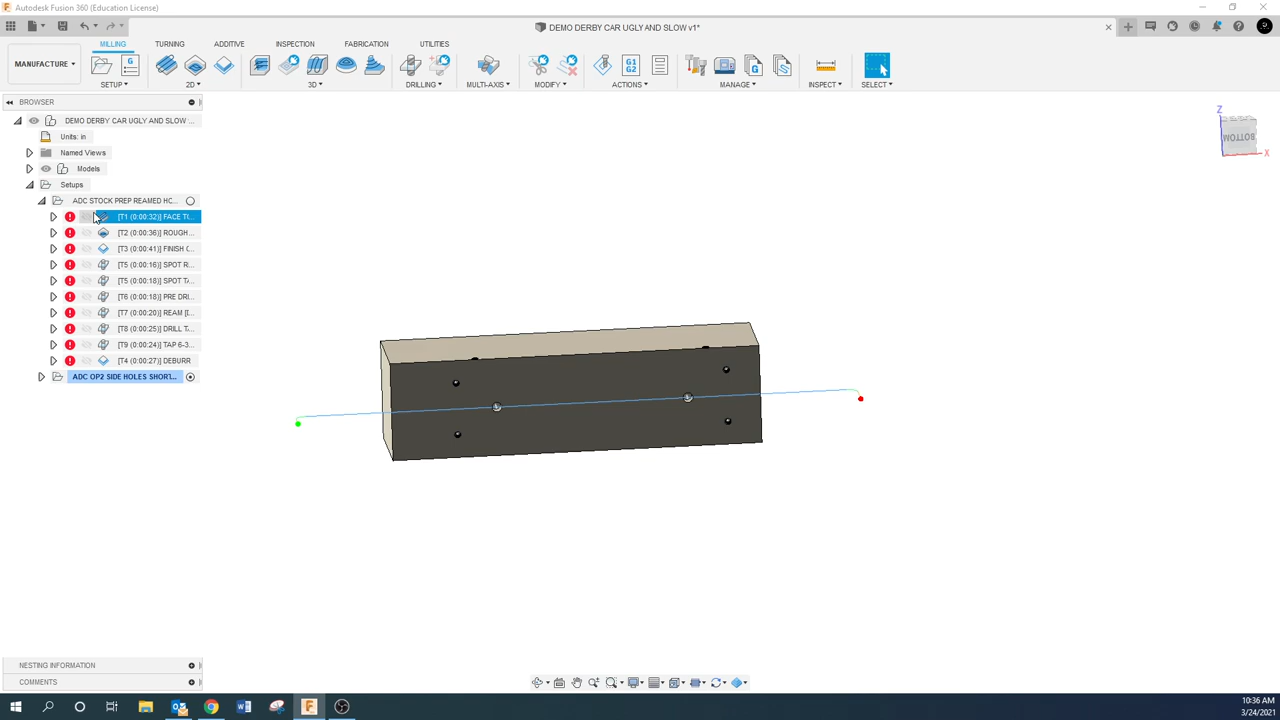 Autodesk Fusion 360 (Education License)
DEMO DERBY CAR UGLY AND SLOW v1*
MILLING TURNING ADDITIVE INSPECTION FABRICATION UTILITIES
MANUFACTURE
G1
G2
SETUP 2D 3D DRILLING MULTI-AXIS MODIFY ACTIONS MANAGE INSPECT SELECT
BROWSER
DEMO DERBY CAR UGLY AND SLOW ...
Units: in
Named Views
Models
Setups
ADC STOCK PREP REAMED HC...
[T1 (0:00:32)] FACE TI...
[T2 (0:00:36)] ROUGH ...
[T3 (0:00:41)] FINISH C...
[T5 (0:00:16)] SPOT R...
[T5 (0:00:18)] SPOT TA...
[T6 (0:00:18)] PRE DRI...
[T7 (0:00:20)] REAM [D...
[T8 (0:00:25)] DRILL TA...
[T9 (0:00:24)] TAP 6-3...
[T4 (0:00:27)] DEBURR
ADC OP2 SIDE HOLES SHORT...
Z
BOTTOM
X
NESTING INFORMATION
COMMENTS
10:36 AM
3/24/2021